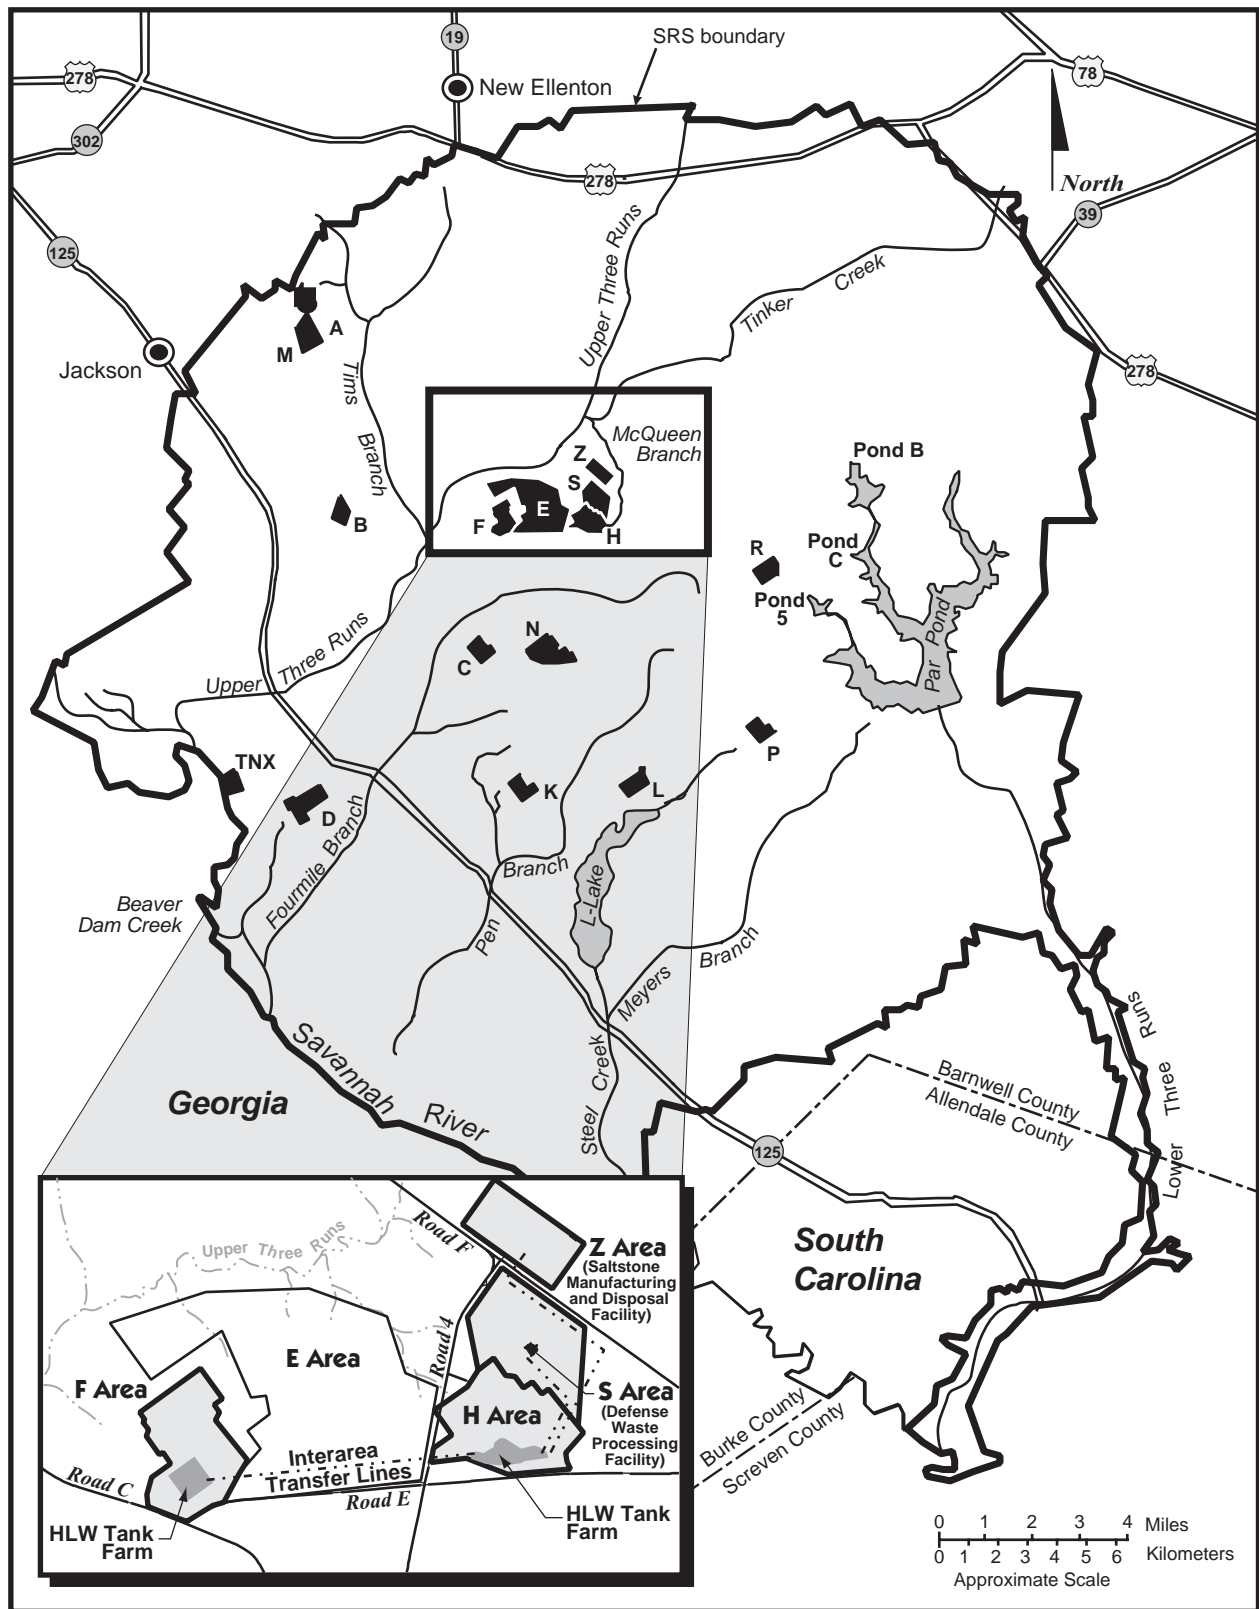 19
SRS boundary
278
New Ellenton
78
302
278
North
39
125
Upper Three Runs
Tinker Creek
A
M
Jackson
278
Tims Branch
McQueen
Branch
Z
S
E
F
H
Pond B
B
Pond
C
R
Pond
5
Par Pond
N
C
Upper Three Runs
P
TNX
K
L
D
Fourmile Branch
Branch
Pen
L-Lake
Beaver
Dam Creek
Meyers Branch
Savannah River
Steel Creek
Georgia
Lower Three Runs
Barnwell County
Allendale County
125
South
Carolina
Upper Three Runs
Road F
Z Area
(Saltstone
Manufacturing
and Disposal
Facility)
Road 4
E Area
F Area
S Area
(Defense
Waste
Processing
Facility)
H Area
Interarea
Transfer Lines
Road C
Road E
HLW Tank
Farm
HLW Tank
Farm
Burke County
Screven County
0 1 2 3 4 Miles
0 1 2 3 4 5 6 Kilometers
Approximate Scale